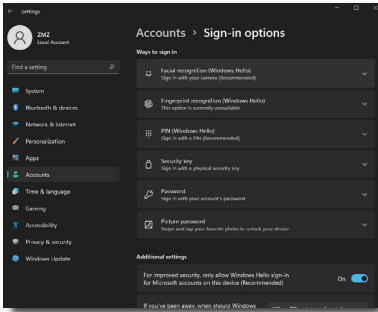 Settings
ZMZ
Local Account
Find a setting
System
Bluetooth & devices
Network & internet
Personalization
Apps
Accounts
Time & language
Gaming
Accessibility
Privacy & security
Windows Update
Accounts > Sign-in options
Ways to sign in
Facial recognition (Windows Hello)
Sign in with your camera (Recommended)
Fingerprint recognition (Windows Hello)
This option is currently unavailable
PIN (Windows Hello)
Sign in with a PIN (Recommended)
Security key
Sign in with a physical security key
Password
Sign in with your account's password
Picture password
Swipe and tap your favorite photo to unlock your device
Additional settings
For improved security, only allow Windows Hello sign-in
for Microsoft accounts on this device (Recommended)
On
If you've been away, when should Windows